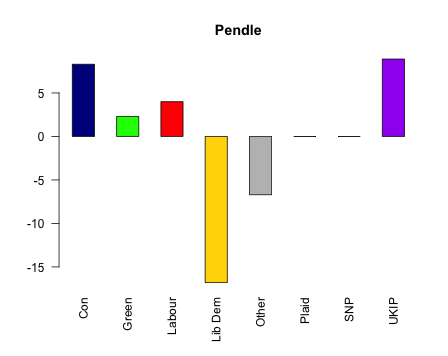 Pendle
5
0
-5
-10
-15
Con
Green
Labour
Lib Dem
Other
Plaid
SNP
UKIP